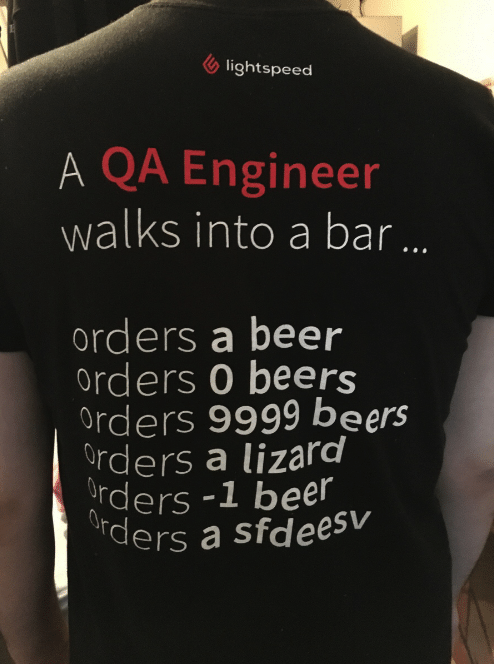 lightspeed
A QA Engineer
walks into a bar ...
orders a beer
orders 0 beers
orders 9999 beers
orders a lizard
orders -1 beer
orders a sfdeesv